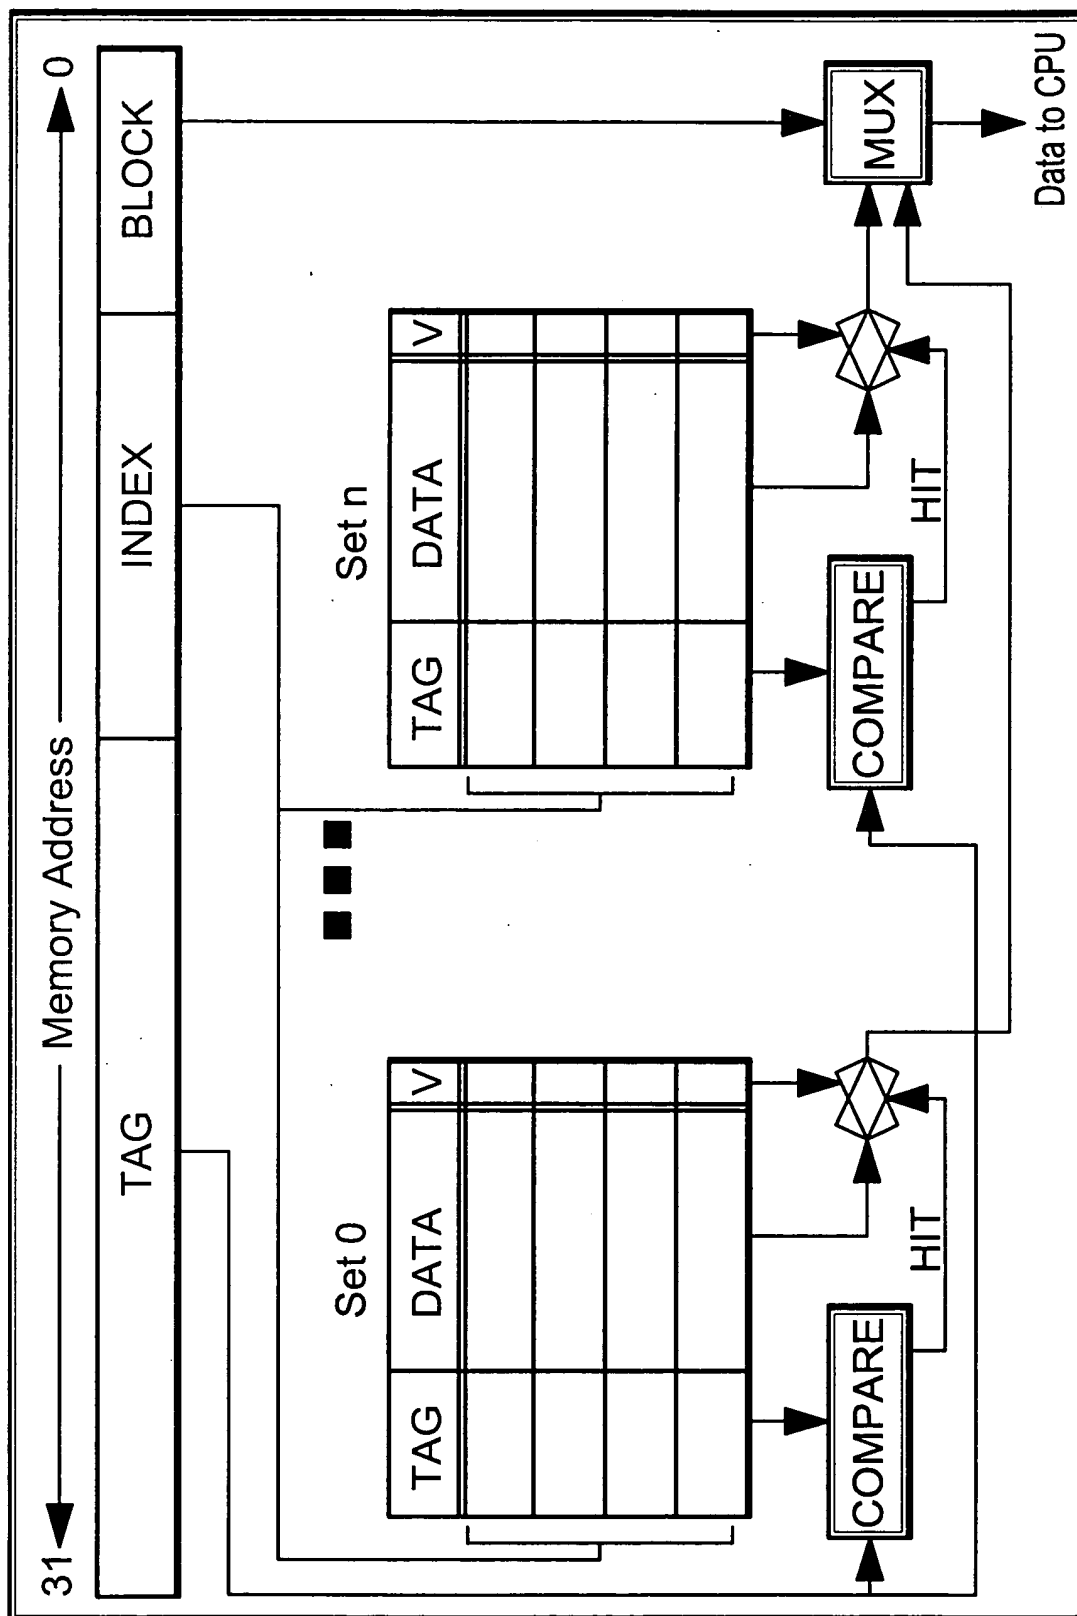 31 Memory Address 0
TAG INDEX BLOCK
Set 0 Set n
TAG DATA V TAG DATA V
COMPARE HIT COMPARE HIT MUX
Data to CPU